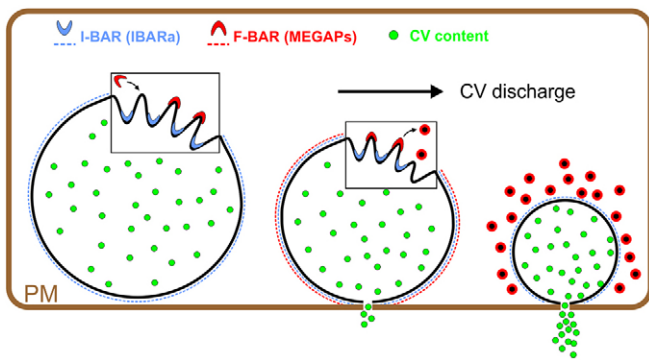 I-BAR (IBARa) F-BAR (MEGAPs) CV content
CV discharge
PM